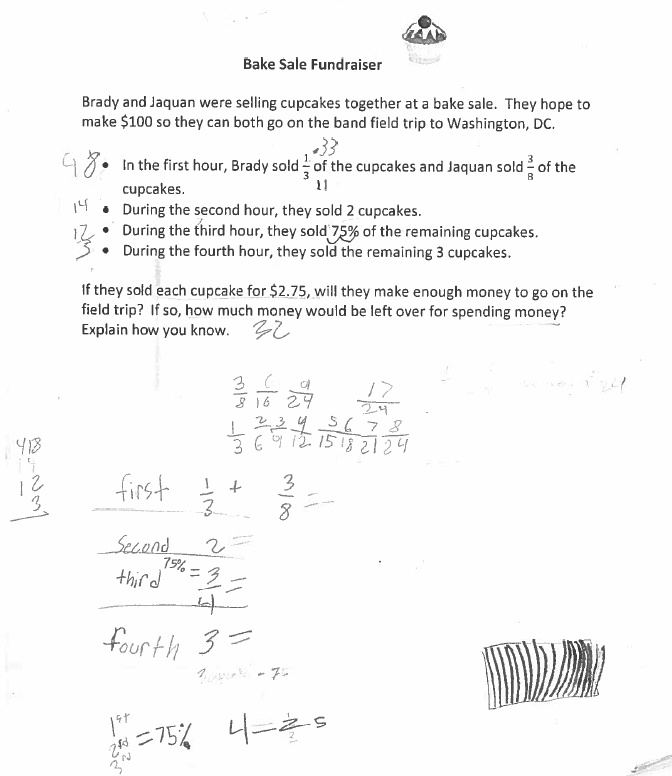 Bake Sale Fundraiser
Brady and Jaquan were selling cupcakes together at a bake sale. They hope to
make $100 so they can both go on the band field trip to Washington, DC.
.33
48 • In the first hour, Brady sold 1/3 of the cupcakes and Jaquan sold 3/8 of the
cupcakes. 11
14 • During the second hour, they sold 2 cupcakes.
12 • During the third hour, they sold 75% of the remaining cupcakes.
3 • During the fourth hour, they sold the remaining 3 cupcakes.
If they sold each cupcake for $2.75, will they make enough money to go on the
field trip? If so, how much money would be left over for spending money?
Explain how you know. 32
3/8 6/16 9/24 17/24
1/3 2/6 3/9 4/12 5/15 6/18 7/21 8/24
12
3
first 1/3 + 3/8 =
Second 2 =
third 75% = 3/4 =
fourth 3 =
1st
2nd = 75% 4 =
3